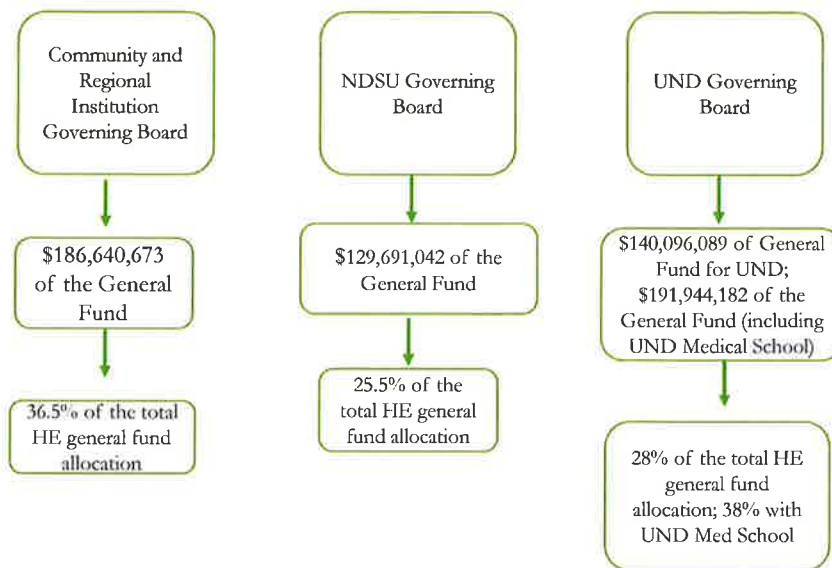 Community and
Regional
Institution
Governing Board
$186,640,673
of the General
Fund
36.5% of the total
HE general fund
allocation
NDSU Governing
Board
$129,691,042 of the
General Fund
25.5% of the
total HE general
fund allocation
UND Governing
Board
$140,096,089 of General
Fund for UND;
$191,944,182 of the
General Fund (including
UND Medical School)
28% of the total HE
general fund
allocation; 38% with
UND Med School